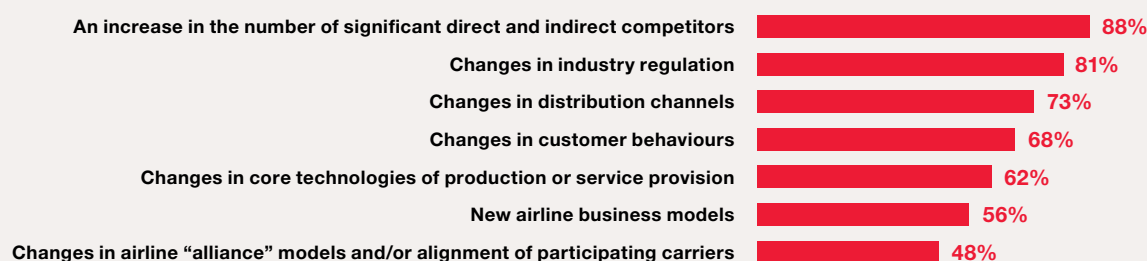 An increase in the number of significant direct and indirect competitors 88%
Changes in industry regulation 81%
Changes in distribution channels 73%
Changes in customer behaviours 68%
Changes in core technologies of production or service provision 62%
New airline business models 56%
Changes in airline “alliance” models and/or alignment of participating carriers 48%